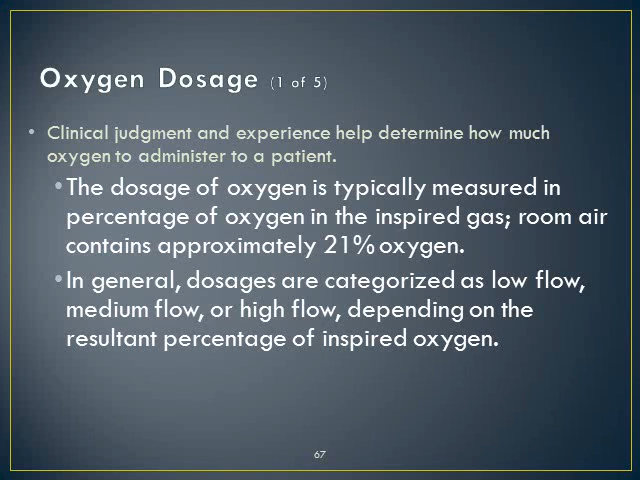 Oxygen Dosage (1 of 5)
• Clinical judgment and experience help determine how much
oxygen to administer to a patient.
• The dosage of oxygen is typically measured in
percentage of oxygen in the inspired gas; room air
contains approximately 21% oxygen.
• In general, dosages are categorized as low flow,
medium flow, or high flow, depending on the
resultant percentage of inspired oxygen.
67